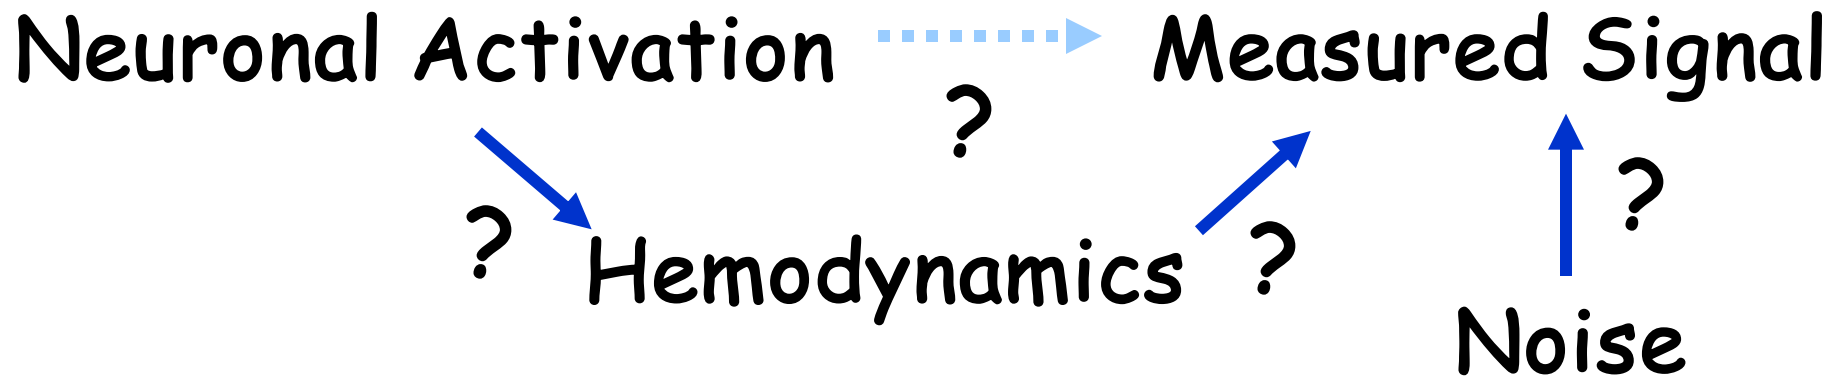 Neuronal Activation
Measured Signal
?
?
?
Hemodynamics
?
Noise